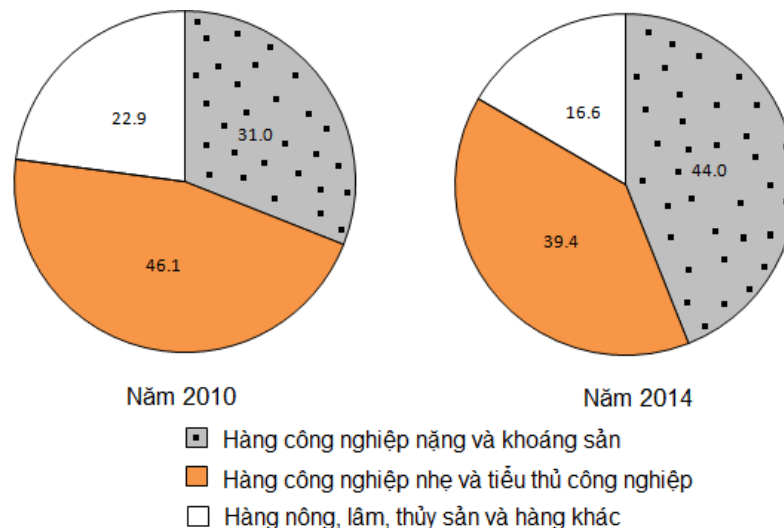 22.9
31.0
46.1
16.6
44.0
39.4
Năm 2010
Năm 2014
Hàng công nghiệp nặng và khoáng sản
Hàng công nghiệp nhẹ và tiểu thủ công nghiệp
Hàng nông, lâm, thủy sản và hàng khác